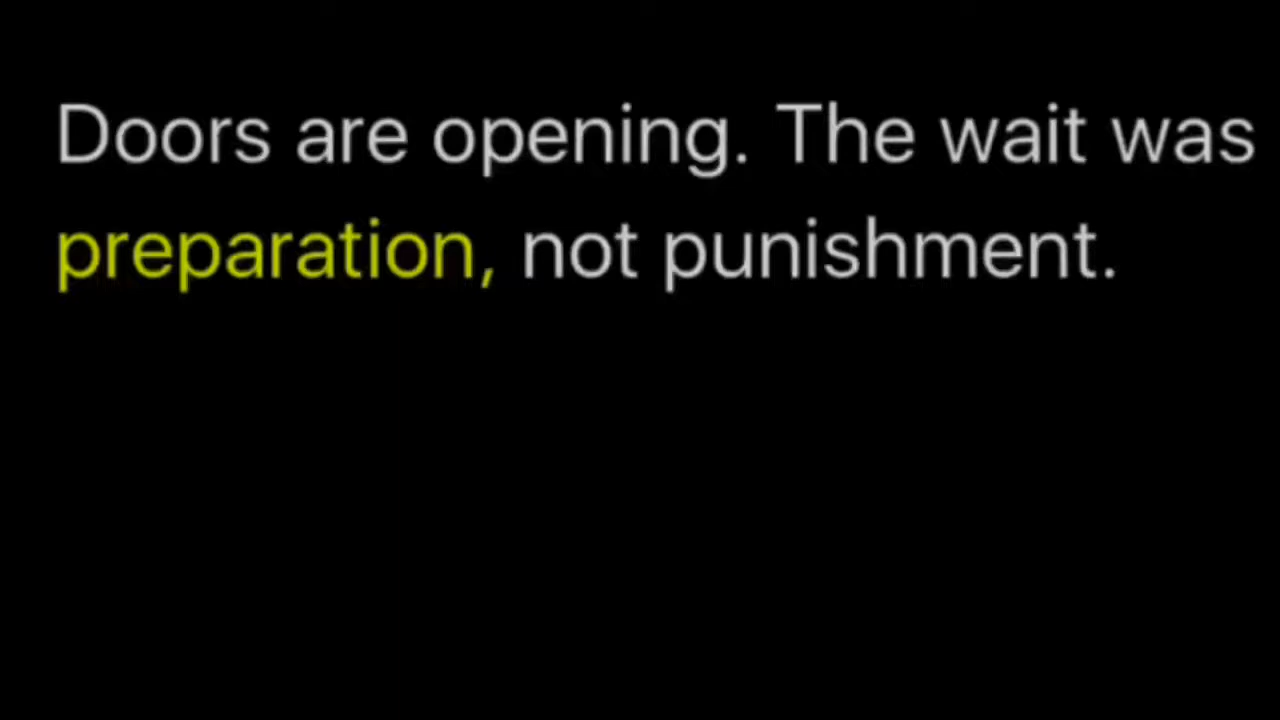 Doors are opening. The wait was
preparation, not punishment.